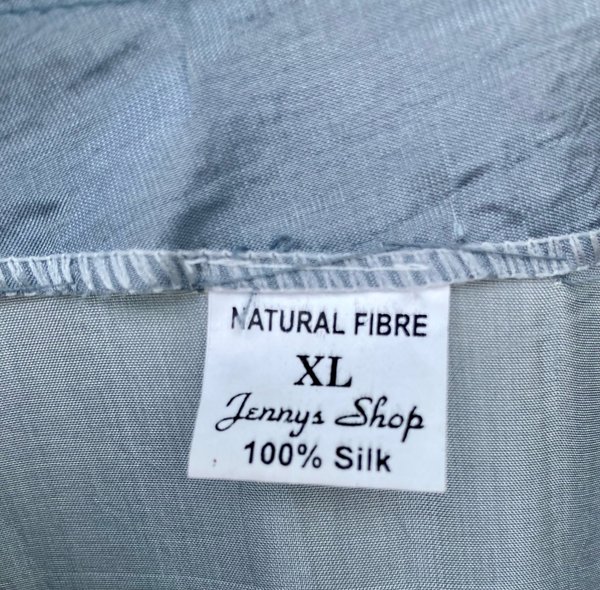 NATURAL FIBRE
XL
Jennys Shop
100% Silk